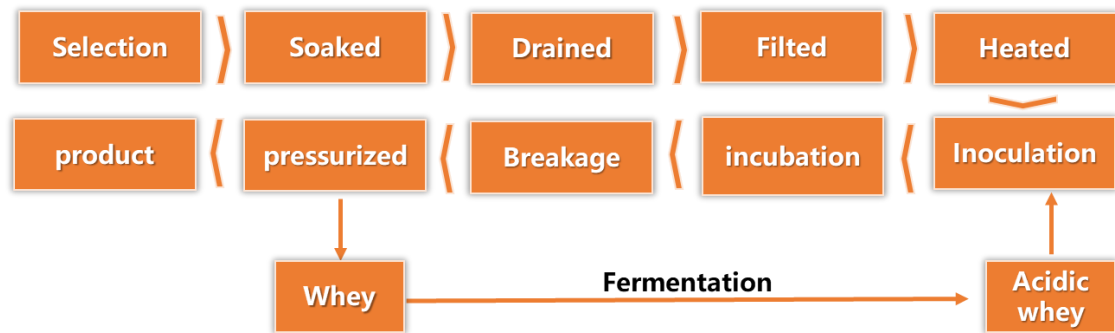 Selection
Soaked
Drained
Filted
Heated
product
pressurized
Breakage
incubation
Inoculation
Whey
Fermentation
Acidic
whey